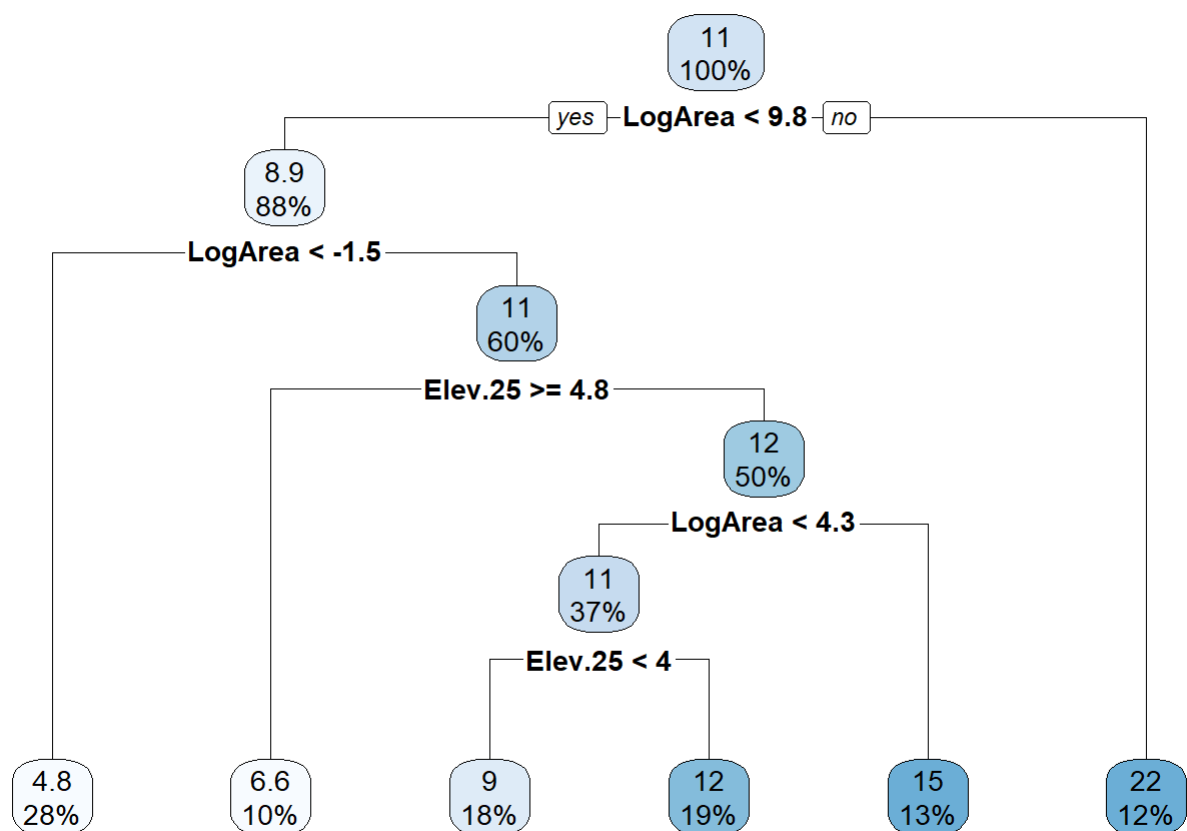 11
100%
yes LogArea < 9.8 no
8.9
88%
LogArea < -1.5
11
60%
Elev.25 >= 4.8
12
50%
LogArea < 4.3
11
37%
Elev.25 < 4
4.8 6.6 9 12 15 22
28% 10% 18% 19% 13% 12%